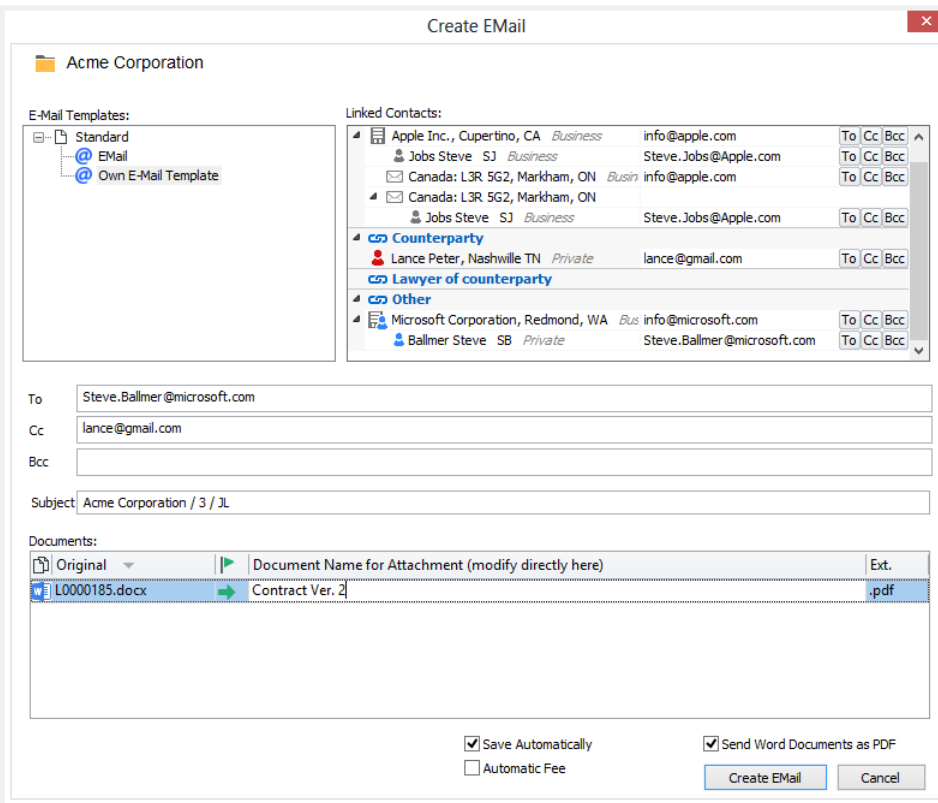 Create EMail
Acme Corporation
E-Mail Templates:
Standard
EMail
Own E-Mail Template
Linked Contacts:
Apple Inc., Cupertino, CA Business info@apple.com To Cc Bcc
Jobs Steve SJ Business Steve.Jobs@Apple.com To Cc Bcc
Canada: L3R 5G2, Markham, ON Busin info@apple.com To Cc Bcc
Canada: L3R 5G2, Markham, ON
Jobs Steve SJ Business Steve.Jobs@Apple.com To Cc Bcc
Counterparty
Lance Peter, Nashwille TN Private lance@gmail.com To Cc Bcc
Lawyer of counterparty
Other
Microsoft Corporation, Redmond, WA Bus info@microsoft.com To Cc Bcc
Ballmer Steve SB Private Steve.Ballmer@microsoft.com To Cc Bcc
To Steve.Ballmer@microsoft.com
Cc lance@gmail.com
Bcc
Subject Acme Corporation / 3 / JL
Documents:
Original Document Name for Attachment (modify directly here) Ext.
L0000185.docx Contract Ver. 2 .pdf
Save Automatically Send Word Documents as PDF
Automatic Fee
Create EMail Cancel